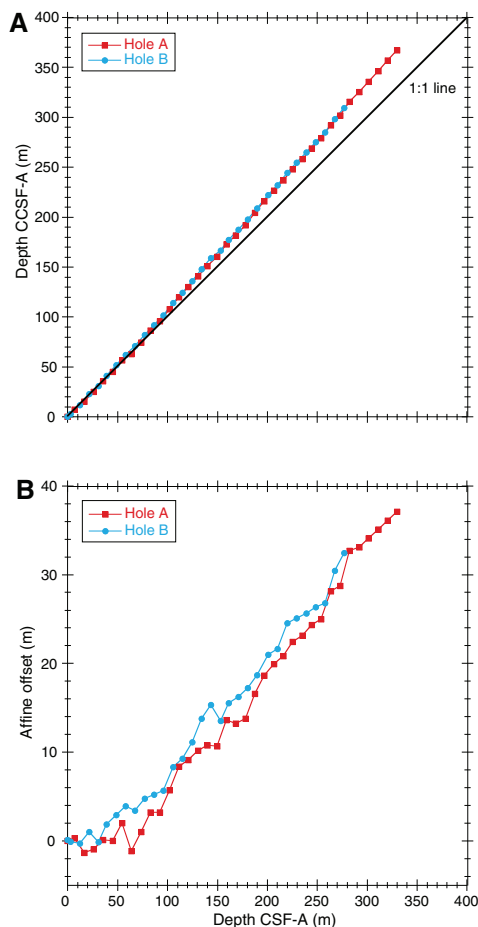 A
400
350
300
250
200
150
100
50
0
Depth CCSF-A (m)
Hole A
Hole B
1:1 line
B
40
30
20
10
0
Affine offset (m)
Hole A
Hole B
0 50 100 150 200 250 300 350 400
Depth CSF-A (m)